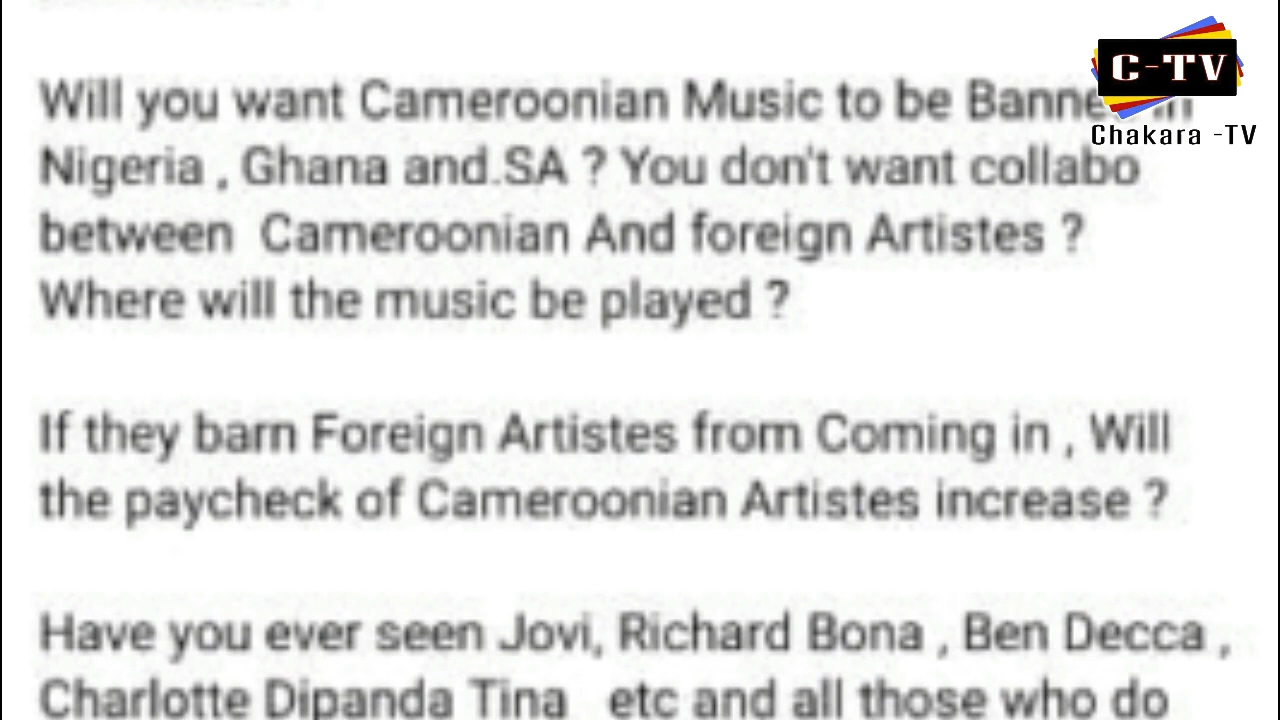 C-TV
Chakara -TV
Will you want Cameroonian Music to be Banned in
Nigeria , Ghana and.SA ? You don't want collabo
between Cameroonian And foreign Artistes ?
Where will the music be played ?
If they barn Foreign Artistes from Coming in , Will
the paycheck of Cameroonian Artistes increase ?
Have you ever seen Jovi, Richard Bona , Ben Decca ,
Charlotte Dipanda Tina etc and all those who do